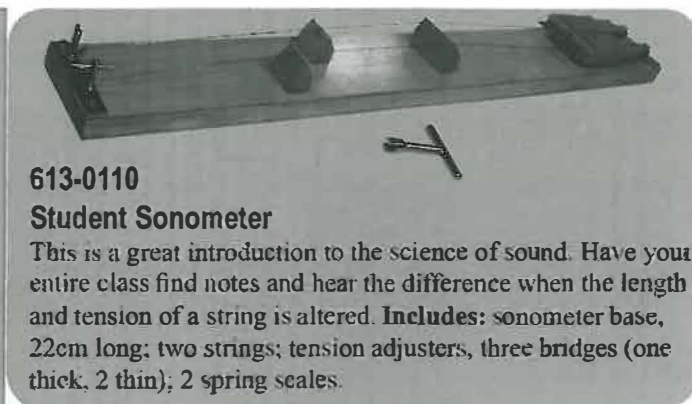 613-0110
Student Sonometer
This is a great introduction to the science of sound. Have your
entire class find notes and hear the difference when the length
and tension of a string is altered. Includes: sonometer base,
22cm long; two strings; tension adjusters, three bridges (one
thick, 2 thin); 2 spring scales.